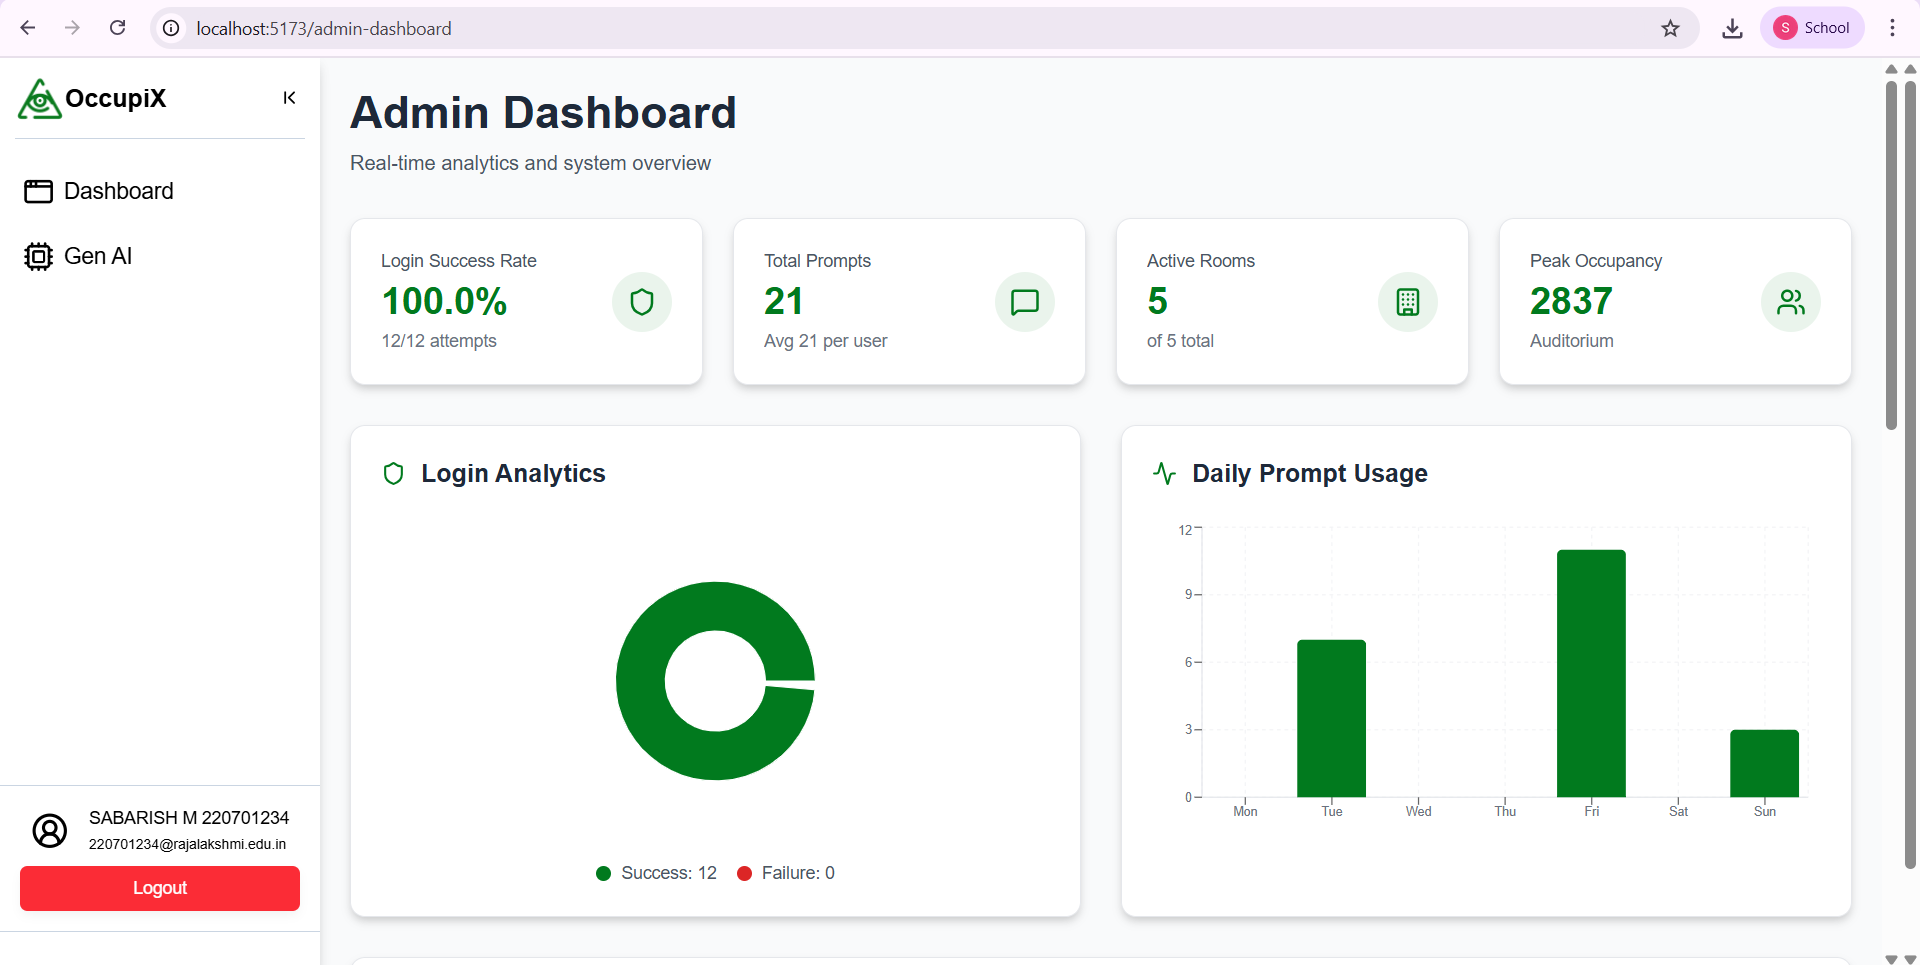 localhost:5173/admin-dashboard
S School
OccupiX
Dashboard
Gen AI
SABARISH M 220701234
220701234@rajalakshmi.edu.in
Logout
Admin Dashboard
Real-time analytics and system overview
Login Success Rate
100.0%
12/12 attempts
Total Prompts
21
Avg 21 per user
Active Rooms
5
of 5 total
Peak Occupancy
2837
Auditorium
Login Analytics
Success: 12 Failure: 0
Daily Prompt Usage
12
9
6
3
0
Mon Tue Wed Thu Fri Sat Sun